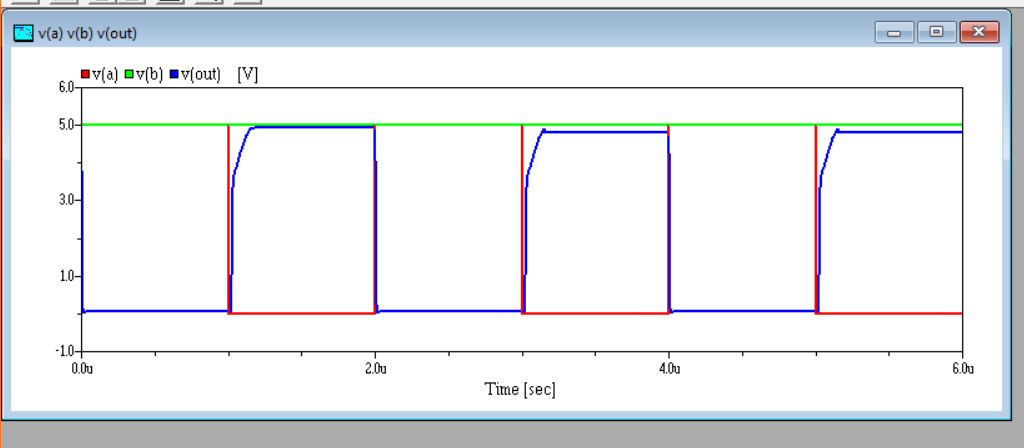 v(a) v(b) v(out)
v(a) v(b) v(out) [V]
6.0
5.0
3.0
1.0
-1.0
0.0u 2.0u 4.0u 6.0u
Time [sec]